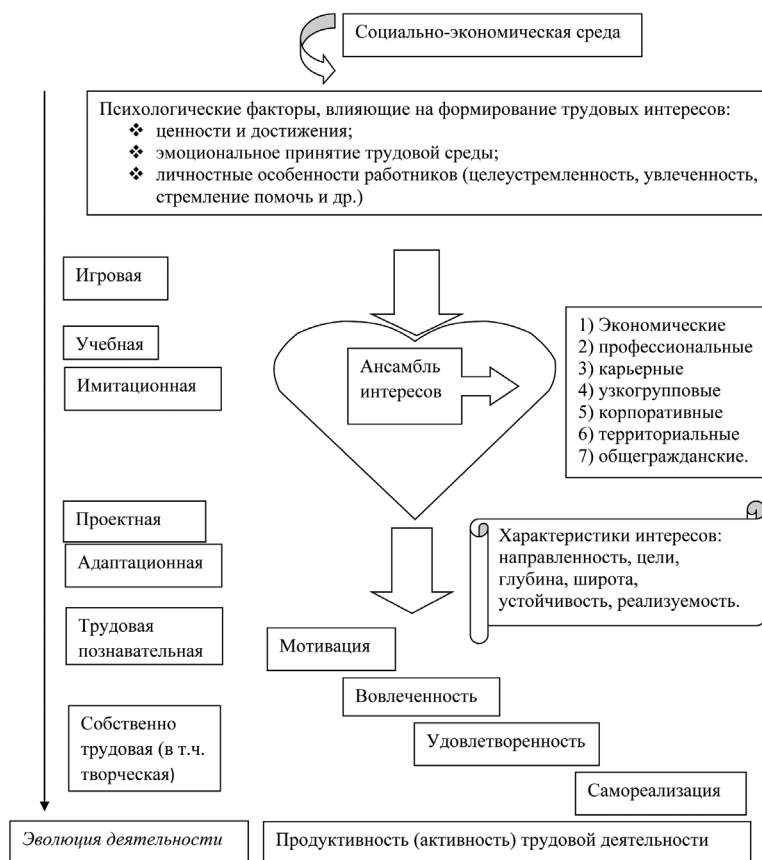 Социально-экономическая среда
Психологические факторы, влияющие на формирование трудовых интересов:
❖ ценности и достижения;
❖ эмоциональное принятие трудовой среды;
❖ личностные особенности работников (целеустремленность, увлеченность,
стремление помочь и др.)
Игровая
Учебная
Имитационная
Ансамбль
интересов
1) Экономические
2) профессиональные
3) карьерные
4) узкогрупповые
5) корпоративные
6) территориальные
7) общегражданские.
Проектная
Адаптационная
Характеристики интересов:
направленность, цели,
глубина, широта,
устойчивость, реализуемость.
Трудовая
познавательная
Мотивация
Вовлеченность
Собственно
трудовая (в т.ч.
творческая)
Удовлетворенность
Самореализация
Эволюция деятельности
Продуктивность (активность) трудовой деятельности